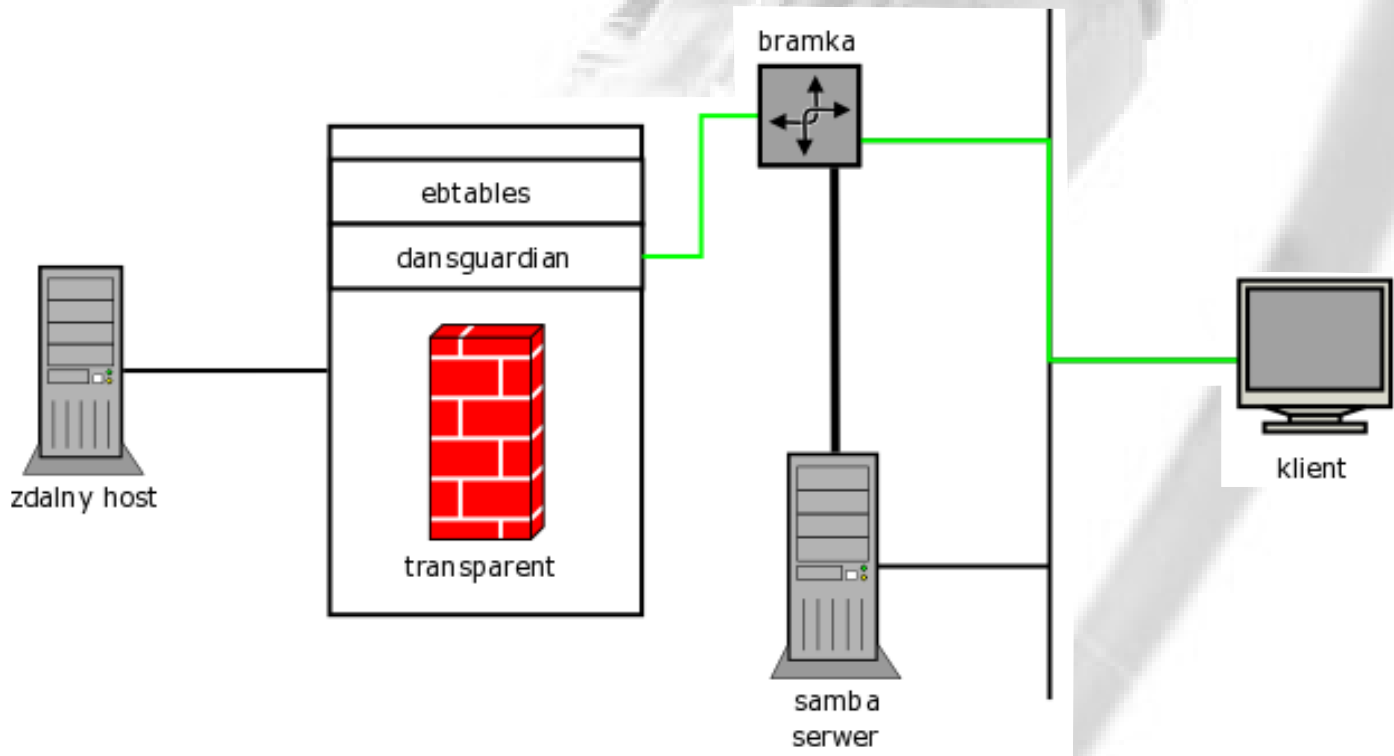 bramka
ebtables
dansguardian
zdalny host
transparent
klient
samba
serwer